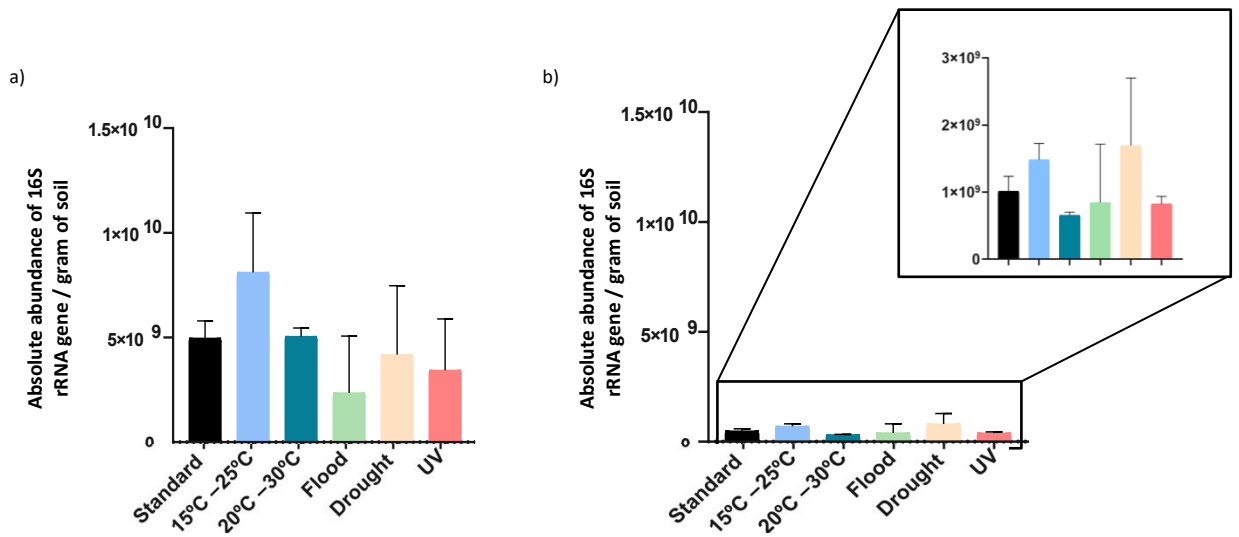 a)
Absolute abundance of 16S
rRNA gene / gram of soil
1.5×10 10
1×10 10
5×10 9
0
Standard
15ºC –25ºC
20ºC –30ºC
Flood
Drought
UV
b)
Absolute abundance of 16S
rRNA gene / gram of soil
1.5×10 10
1×10 10
5×10 9
0
Standard
15ºC –25ºC
20ºC –30ºC
Flood
Drought
UV
3×10⁹
2×10⁹
1×10⁹
0